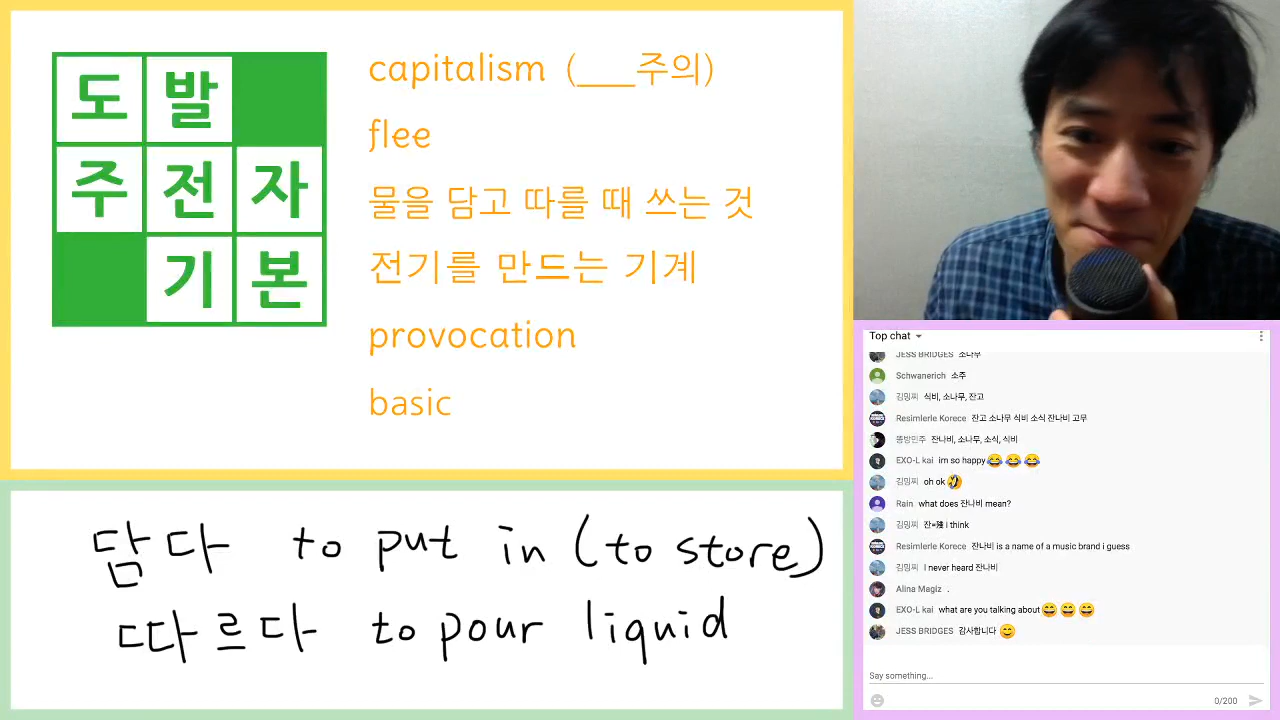 도 발
주 전 자
기 본
capitalism (___주의)
flee
물을 담고 따를 때 쓰는 것
전기를 만드는 기계
provocation
basic
담다 to put in (to store)
따르다 to pour liquid
Top chat
JESS BRIDGES 소나무
Schwanerich 소주
김밍찌 식비, 소나무, 잔고
Resimlerle Korece 잔고 소나무 식비 소식 잔나비 고무
똥방민주 잔나비, 소나무, 소식, 식비
EXO-L kai im so happy😂😂😂
김밍찌 oh ok🤣
Rain what does 잔나비 mean?
김밍찌 잔=殘 i think
Resimlerle Korece 잔나비 is a name of a music brand i guess
김밍찌 I never heard 잔나비
Alina Magiz .
EXO-L kai what are you talking about😄😄😄
JESS BRIDGES 감사합니다 😊
Say something...
0/200